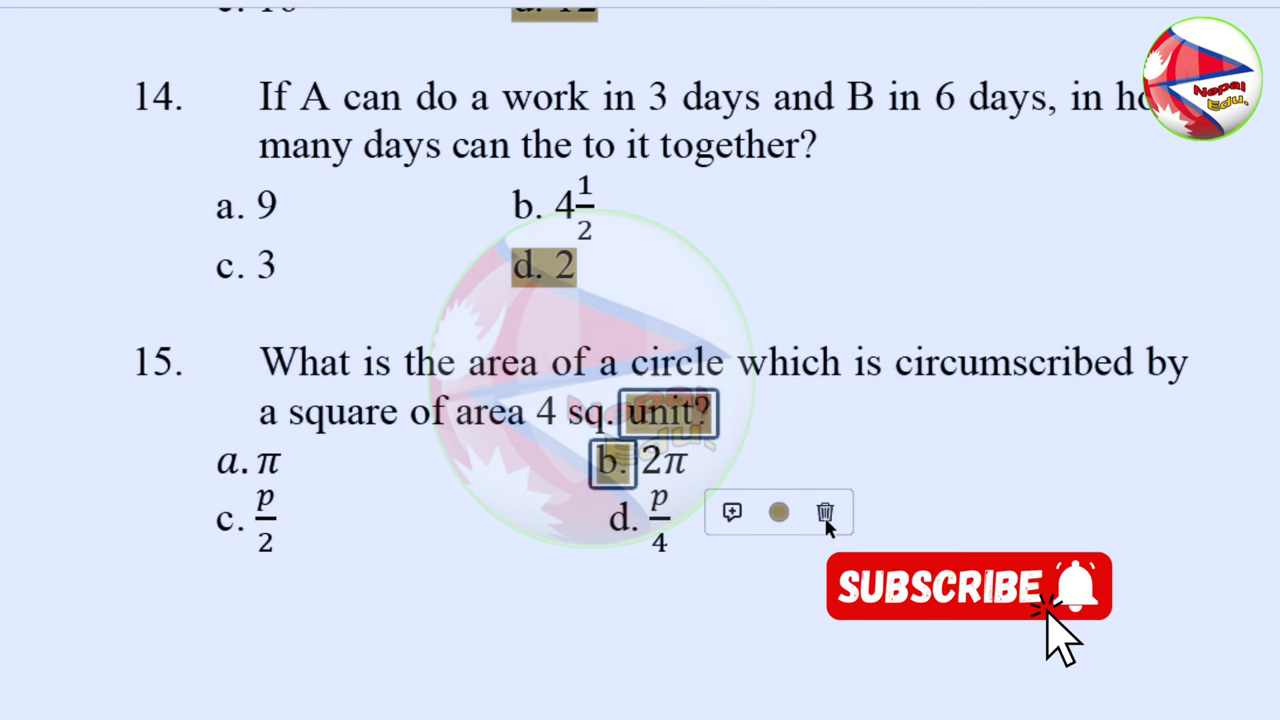 14. If A can do a work in 3 days and B in 6 days, in
many days can the to it together?
a. 9 b. 4 1/2
c. 3 d. 2
15. What is the area of a circle which is circumscribed by
a square of area 4 sq. unit?
a. π b. 2π
c. p/2 d. p/4
Nepal
Edu.
Nepal
Edu.
SUBSCRIBE